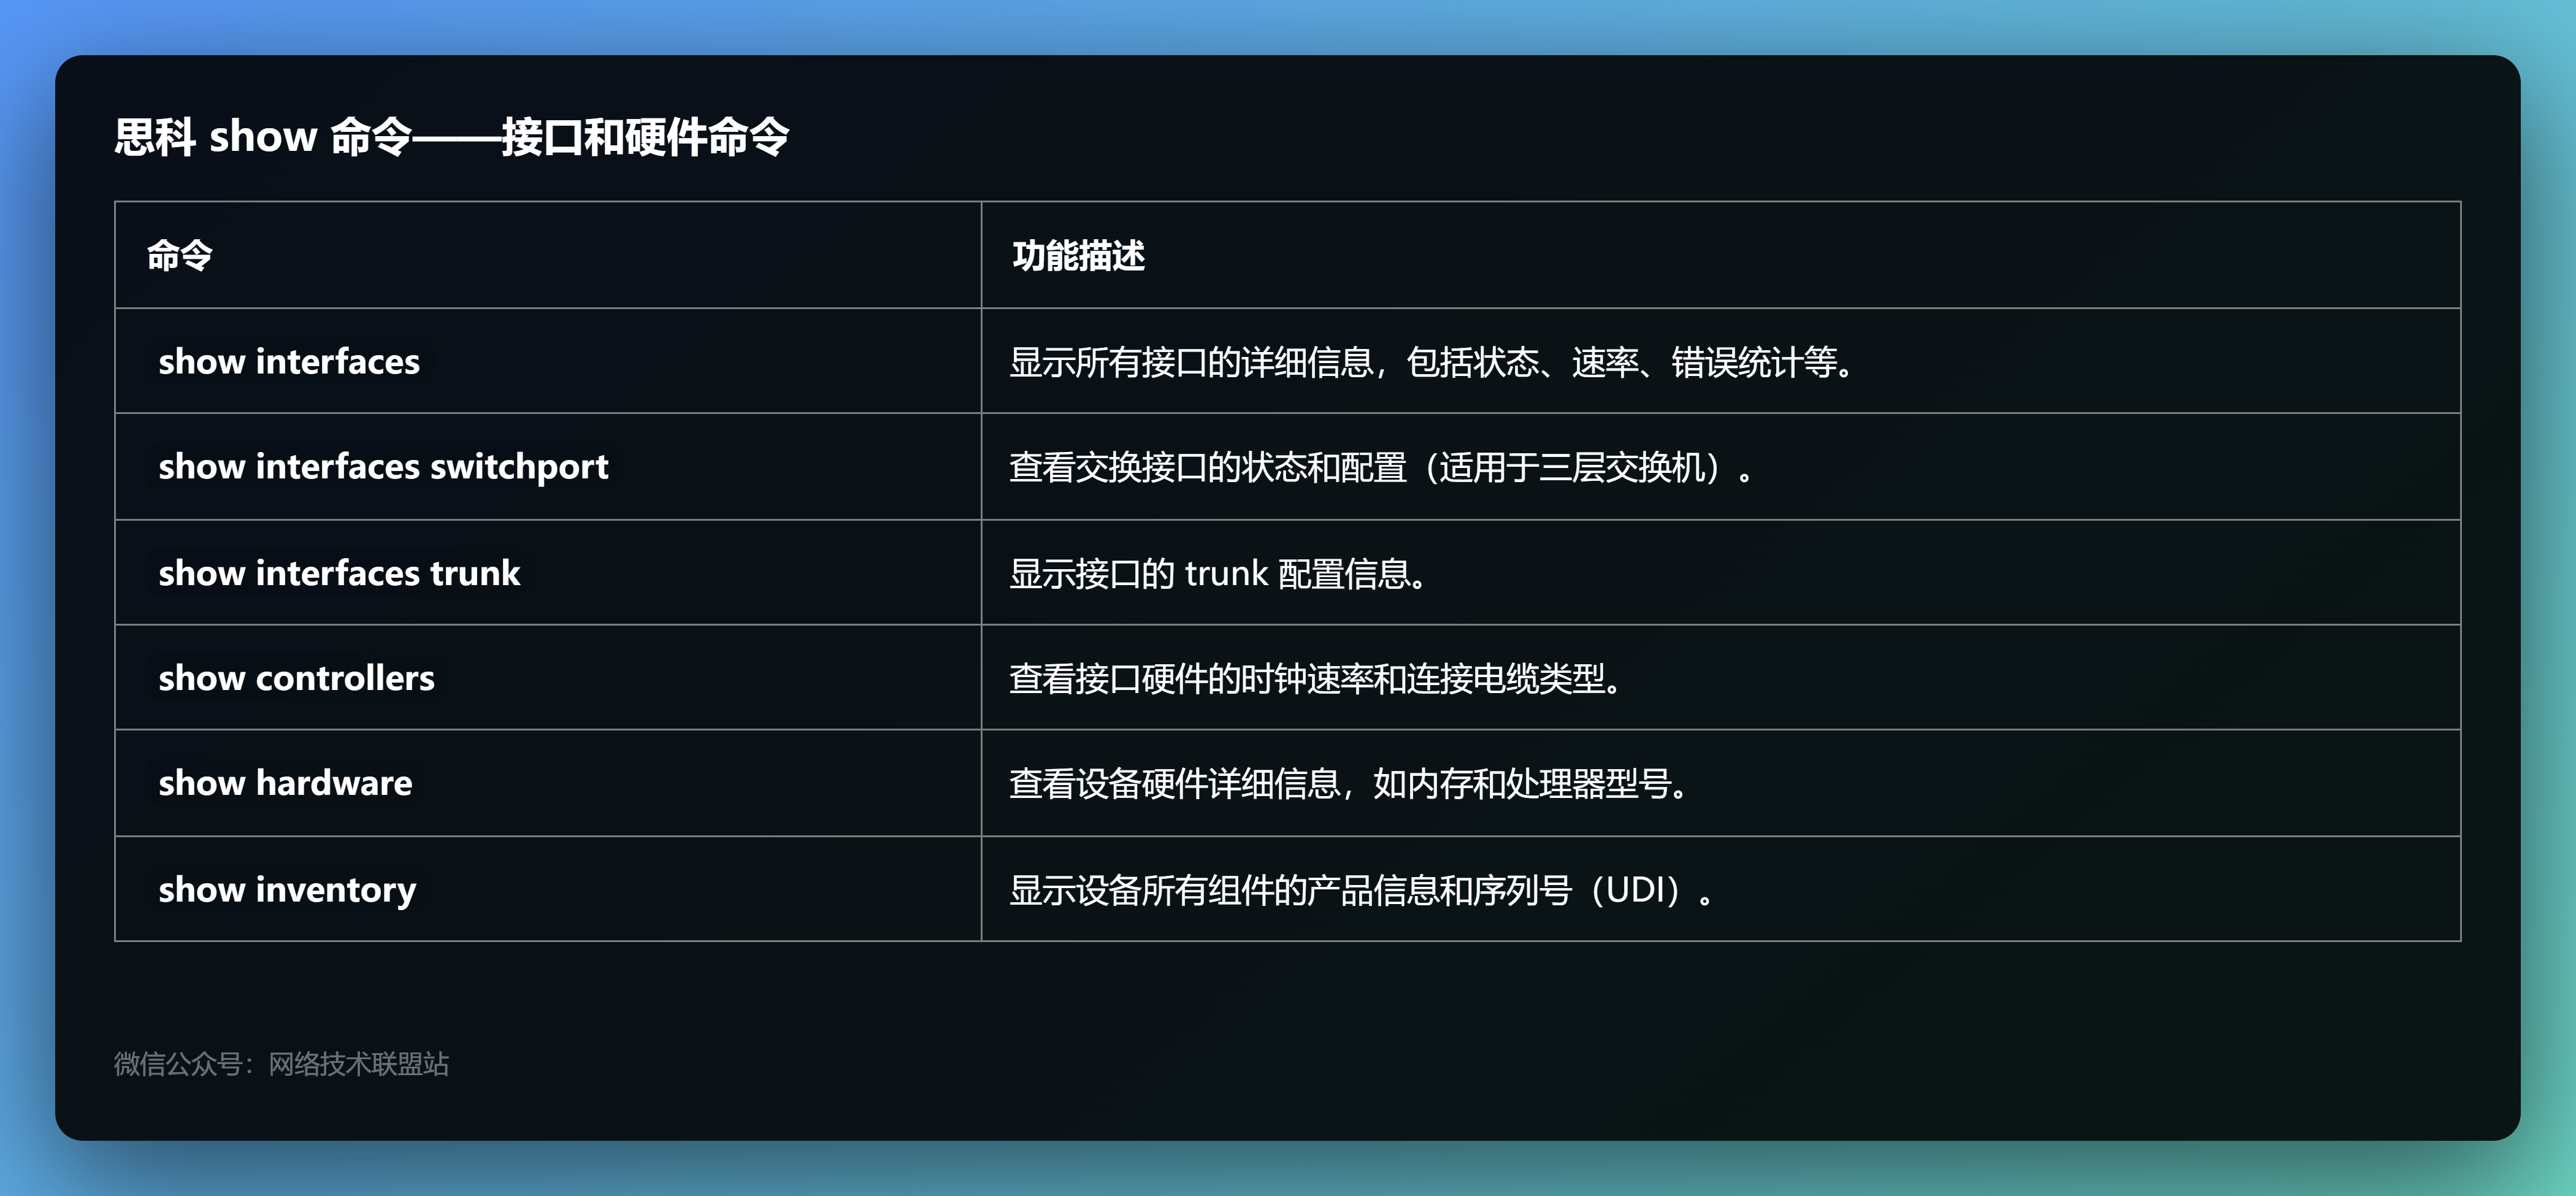 思科 show 命令——接口和硬件命令
命令 功能描述
show interfaces 显示所有接口的详细信息，包括状态、速率、错误统计等。
show interfaces switchport 查看交换接口的状态和配置（适用于三层交换机）。
show interfaces trunk 显示接口的 trunk 配置信息。
show controllers 查看接口硬件的时钟速率和连接电缆类型。
show hardware 查看设备硬件详细信息，如内存和处理器型号。
show inventory 显示设备所有组件的产品信息和序列号（UDI）。
微信公众号：网络技术联盟站